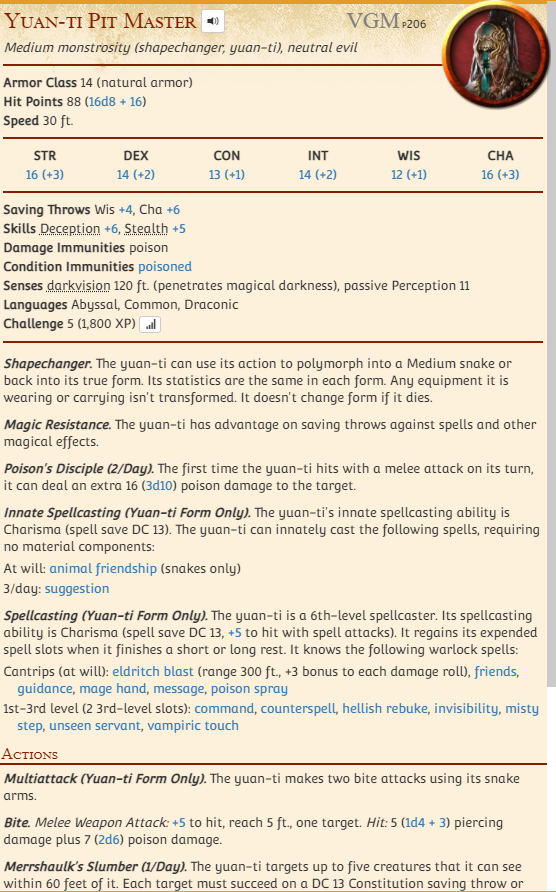 Yuan-ti Pit Master VGM P206
Medium monstrosity (shapechanger, yuan-ti), neutral evil
Armor Class 14 (natural armor)
Hit Points 88 (16d8 + 16)
Speed 30 ft.
STR DEX CON INT WIS CHA
16 (+3) 14 (+2) 13 (+1) 14 (+2) 12 (+1) 16 (+3)
Saving Throws Wis +4, Cha +6
Skills Deception +6, Stealth +5
Damage Immunities poison
Condition Immunities poisoned
Senses darkvision 120 ft. (penetrates magical darkness), passive Perception 11
Languages Abyssal, Common, Draconic
Challenge 5 (1,800 XP)
Shapechanger. The yuan-ti can use its action to polymorph into a Medium snake or
back into its true form. Its statistics are the same in each form. Any equipment it is
wearing or carrying isn't transformed. It doesn't change form if it dies.
Magic Resistance. The yuan-ti has advantage on saving throws against spells and other
magical effects.
Poison's Disciple (2/Day). The first time the yuan-ti hits with a melee attack on its turn,
it can deal an extra 16 (3d10) poison damage to the target.
Innate Spellcasting (Yuan-ti Form Only). The yuan-ti's innate spellcasting ability is
Charisma (spell save DC 13). The yuan-ti can innately cast the following spells, requiring
no material components:
At will: animal friendship (snakes only)
3/day: suggestion
Spellcasting (Yuan-ti Form Only). The yuan-ti is a 6th-level spellcaster. Its spellcasting
ability is Charisma (spell save DC 13, +5 to hit with spell attacks). It regains its expended
spell slots when it finishes a short or long rest. It knows the following warlock spells:
Cantrips (at will): eldritch blast (range 300 ft., +3 bonus to each damage roll), friends,
guidance, mage hand, message, poison spray
1st–3rd level (2 3rd-level slots): command, counterspell, hellish rebuke, invisibility, misty
step, unseen servant, vampiric touch
Actions
Multiattack (Yuan-ti Form Only). The yuan-ti makes two bite attacks using its snake
arms.
Bite. Melee Weapon Attack: +5 to hit, reach 5 ft., one target. Hit: 5 (1d4 + 3) piercing
damage plus 7 (2d6) poison damage.
Merrshaulk's Slumber (1/Day). The yuan-ti targets up to five creatures that it can see
within 60 feet of it. Each target must succeed on a DC 13 Constitution saving throw or